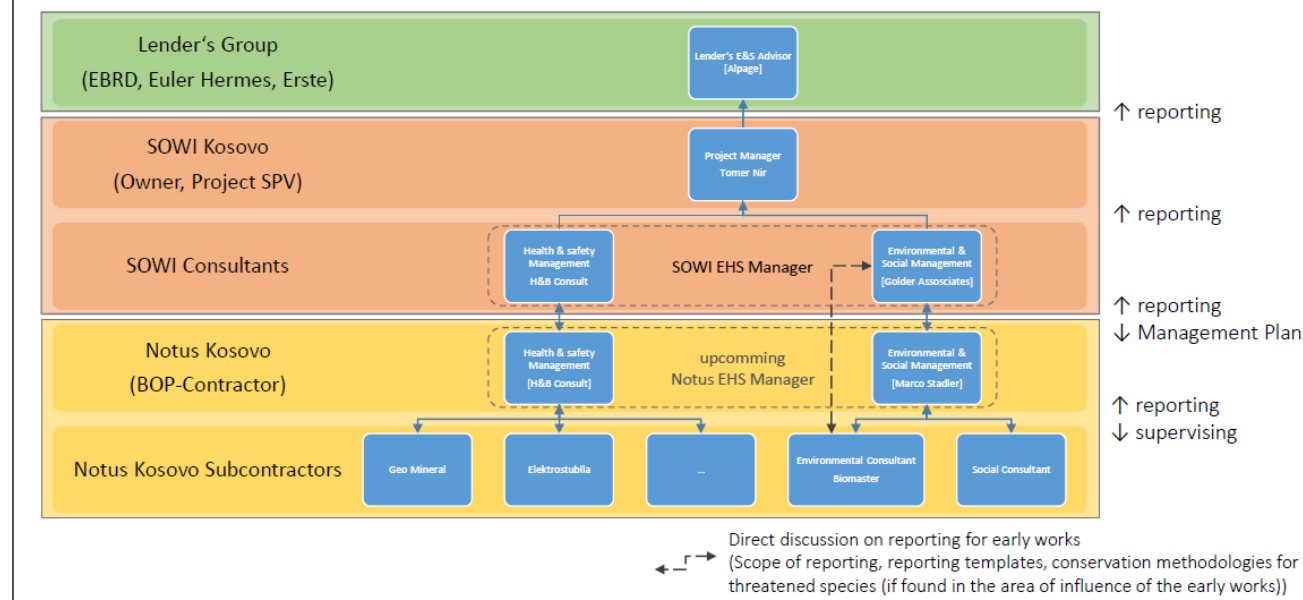 Lender's Group
(EBRD, Euler Hermes, Erste)
Lender's E&S Advisor
[Alpage]
↑ reporting
SOWI Kosovo
(Owner, Project SPV)
Project Manager
Tomer Nir
↑ reporting
SOWI Consultants
Health & safety
Management
H&B Consult
SOWI EHS Manager
Environmental &
Social Management
[Golder Assosciates]
↑ reporting
↓ Management Plan
Notus Kosovo
(BOP-Contractor)
Health & safety
Management
[H&B Consult]
upcomming
Notus EHS Manager
Environmental &
Social Management
[Marco Stadler]
↑ reporting
↓ supervising
Notus Kosovo Subcontractors
Geo Mineral
Elektrostublla
...
Environmental Consultant
Biomaster
Social Consultant
Direct discussion on reporting for early works
(Scope of reporting, reporting templates, conservation methodologies for
threatened species (if found in the area of influence of the early works))